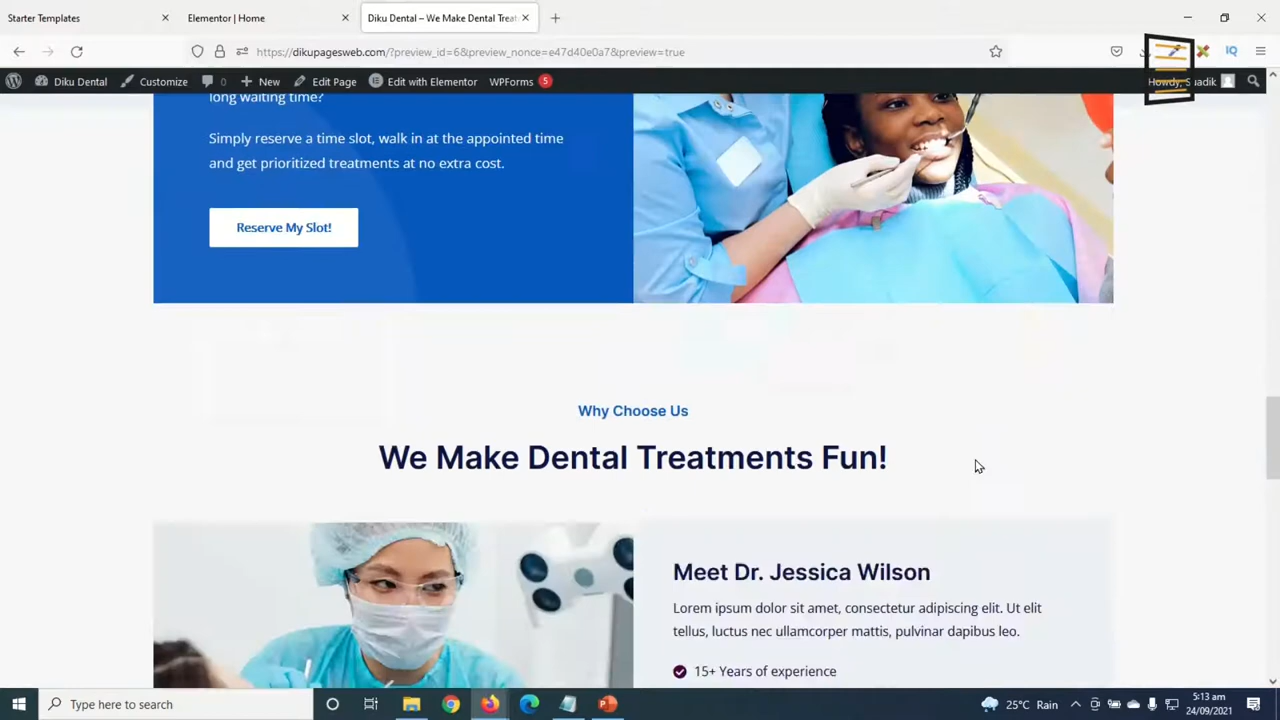 Starter Templates
Elementor | Home
Diku Dental – We Make Dental Treat
https://dikupagesweb.com/?preview_id=6&preview_nonce=e47d40e0a7&preview=true
Diku Dental
Customize
0
New
Edit Page
Edit with Elementor
WPForms 5
Howdy, Suadik
long waiting time?
Simply reserve a time slot, walk in at the appointed time
and get prioritized treatments at no extra cost.
Reserve My Slot!
Why Choose Us
We Make Dental Treatments Fun!
Meet Dr. Jessica Wilson
Lorem ipsum dolor sit amet, consectetur adipiscing elit. Ut elit
tellus, luctus nec ullamcorper mattis, pulvinar dapibus leo.
15+ Years of experience
Type here to search
25°C Rain
5:13 am
24/09/2021